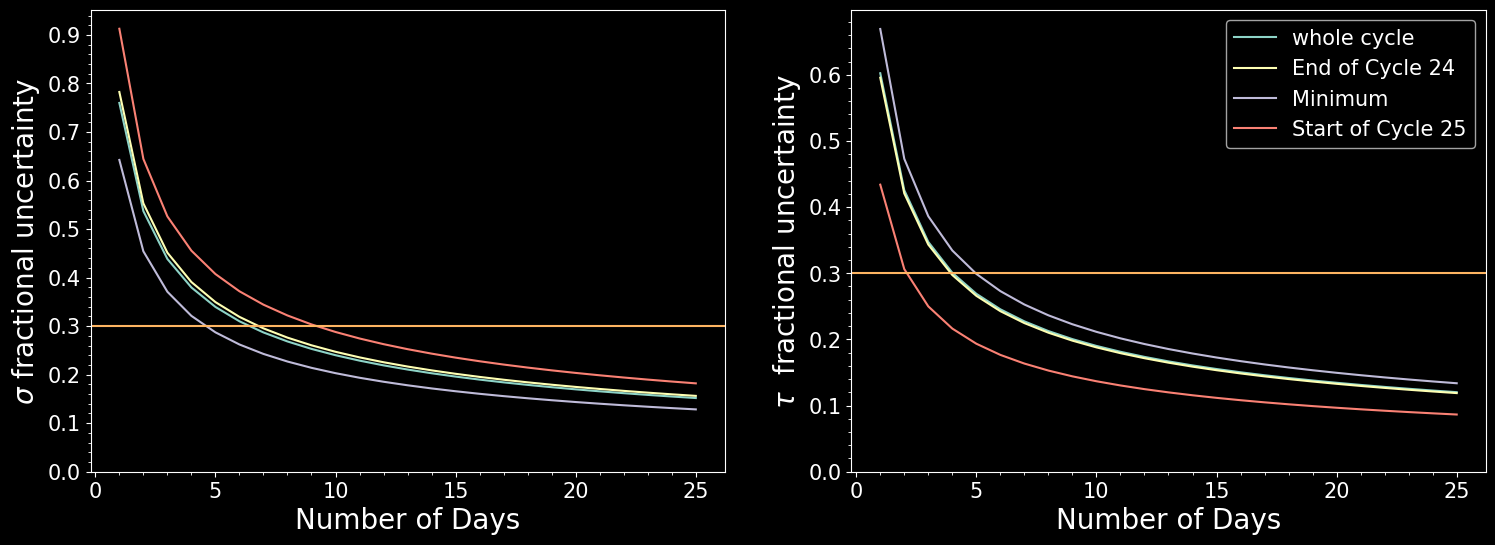 σ fractional uncertainty
0.9
0.8
0.7
0.6
0.5
0.4
0.3
0.2
0.1
0.0
0 5 10 15 20 25
Number of Days
τ fractional uncertainty
0.6
0.5
0.4
0.3
0.2
0.1
0.0
0 5 10 15 20 25
Number of Days
whole cycle
End of Cycle 24
Minimum
Start of Cycle 25